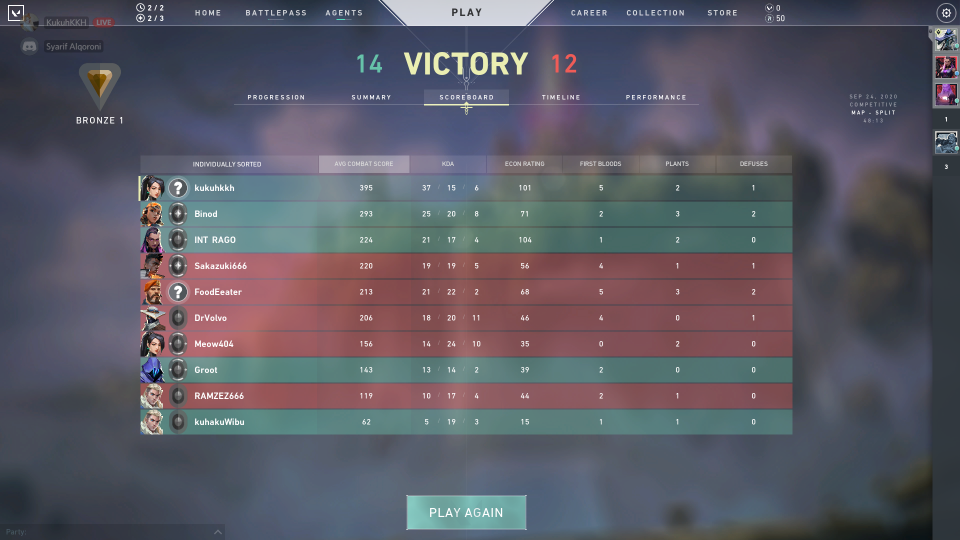 KukuhKKH LIVE
Syarif Alqoroni
2 / 2
2 / 3
HOME BATTLEPASS AGENTS PLAY CAREER COLLECTION STORE
0
50
14 VICTORY 12
BRONZE 1
PROGRESSION SUMMARY SCOREBOARD TIMELINE PERFORMANCE
SEP 24, 2020
COMPETITIVE
MAP - SPLIT
1
3
INDIVIDUALLY SORTED AVG COMBAT SCORE KDA ECON RATING FIRST BLOODS PLANTS DEFUSES
? kukuhkkh 395 37 / 15 / 6 101 5 2 1
Binod 293 25 / 20 / 8 71 2 3 2
INT RAGO 224 21 / 17 / 4 104 1 2 0
Sakazuki666 220 19 / 19 / 5 56 4 1 1
? FoodEeater 213 21 / 22 / 2 68 5 3 2
DrVolvo 206 18 / 20 / 11 46 4 0 1
Meow404 156 14 / 24 / 10 35 0 2 0
Groot 143 13 / 14 / 2 39 2 0 0
RAMZEZ666 119 10 / 17 / 4 44 2 1 0
kuhakuWibu 62 5 / 19 / 3 15 1 1 0
PLAY AGAIN
Party: